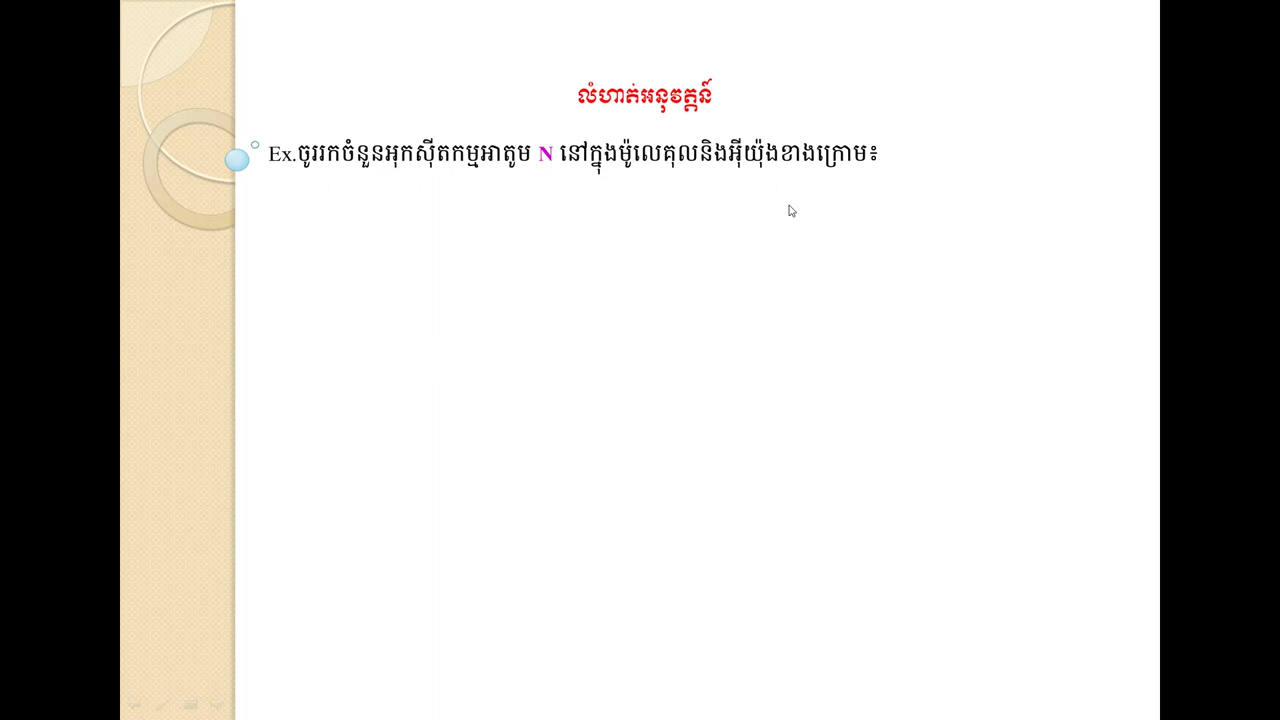 លំហាត់អនុវត្តន៍
Ex.ចូររកចំនួនអុកស៊ីតកម្មអាតូម N នៅក្នុងម៉ូលេគុលនិងអ៊ីយ៉ុងខាងក្រោម៖